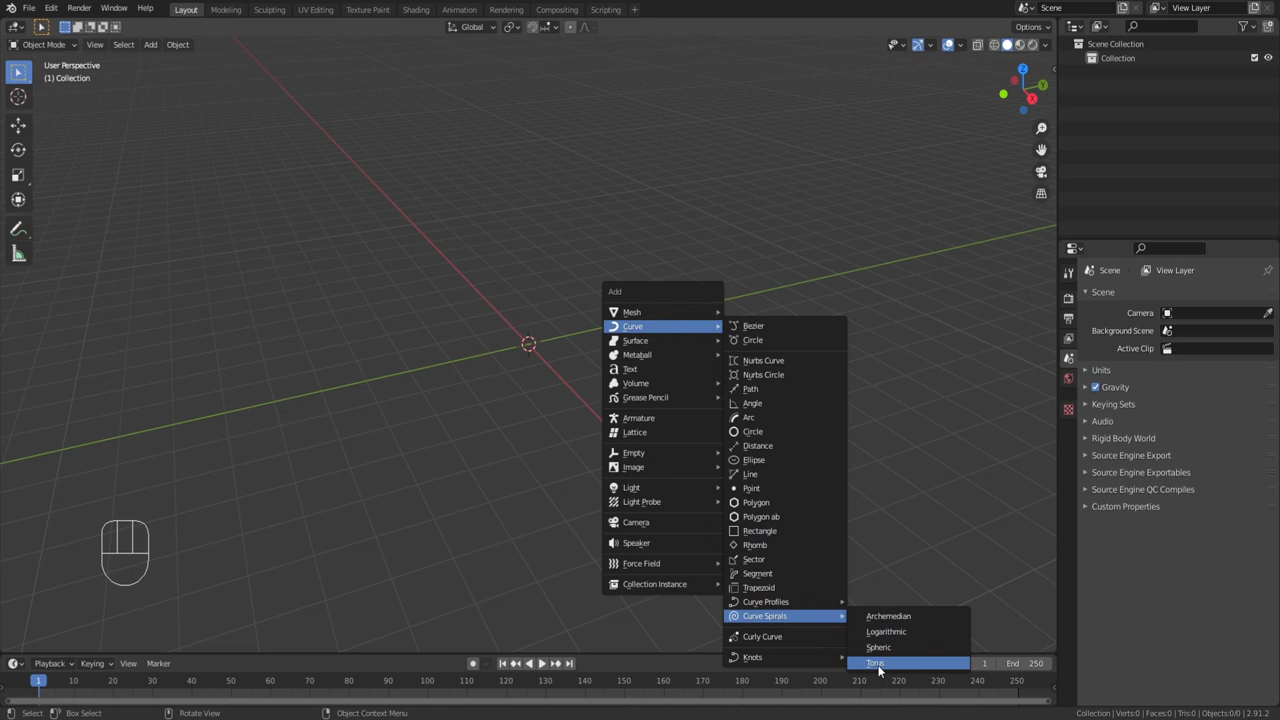 File Edit Render Window Help Layout Modeling Sculpting UV Editing Texture Paint Shading Animation Rendering Compositing Scripting + Scene View Layer
Global Options
Object Mode View Select Add Object
User Perspective
(1) Collection
Z
Y
X
Scene Collection
Collection
Scene View Layer
Scene
Camera
Background Scene
Active Clip
Units
Gravity
Keying Sets
Audio
Rigid Body World
Source Engine Export
Source Engine Exportables
Source Engine QC Compiles
Custom Properties
Add
Mesh
Curve
Surface
Metaball
Text
Volume
Grease Pencil
Armature
Lattice
Empty
Image
Light
Light Probe
Camera
Speaker
Force Field
Collection Instance
Bezier
Circle
Nurbs Curve
Nurbs Circle
Path
Angle
Arc
Circle
Distance
Ellipse
Line
Point
Polygon
Polygon ab
Rectangle
Rhomb
Sector
Segment
Trapezoid
Curve Profiles
Curve Spirals
Curly Curve
Knots
Archemedian
Logarithmic
Spheric
Torus
Playback Keying View Marker 1 End 250
1 10 20 30 40 50 60 70 80 90 100 110 120 130 140 150 160 170 180 190 200 210 220 230 240 250
Select Box Select Rotate View Object Context Menu Collection | Verts:0 | Faces:0 | Tris:0 | Objects:0/0 | 2.91.2